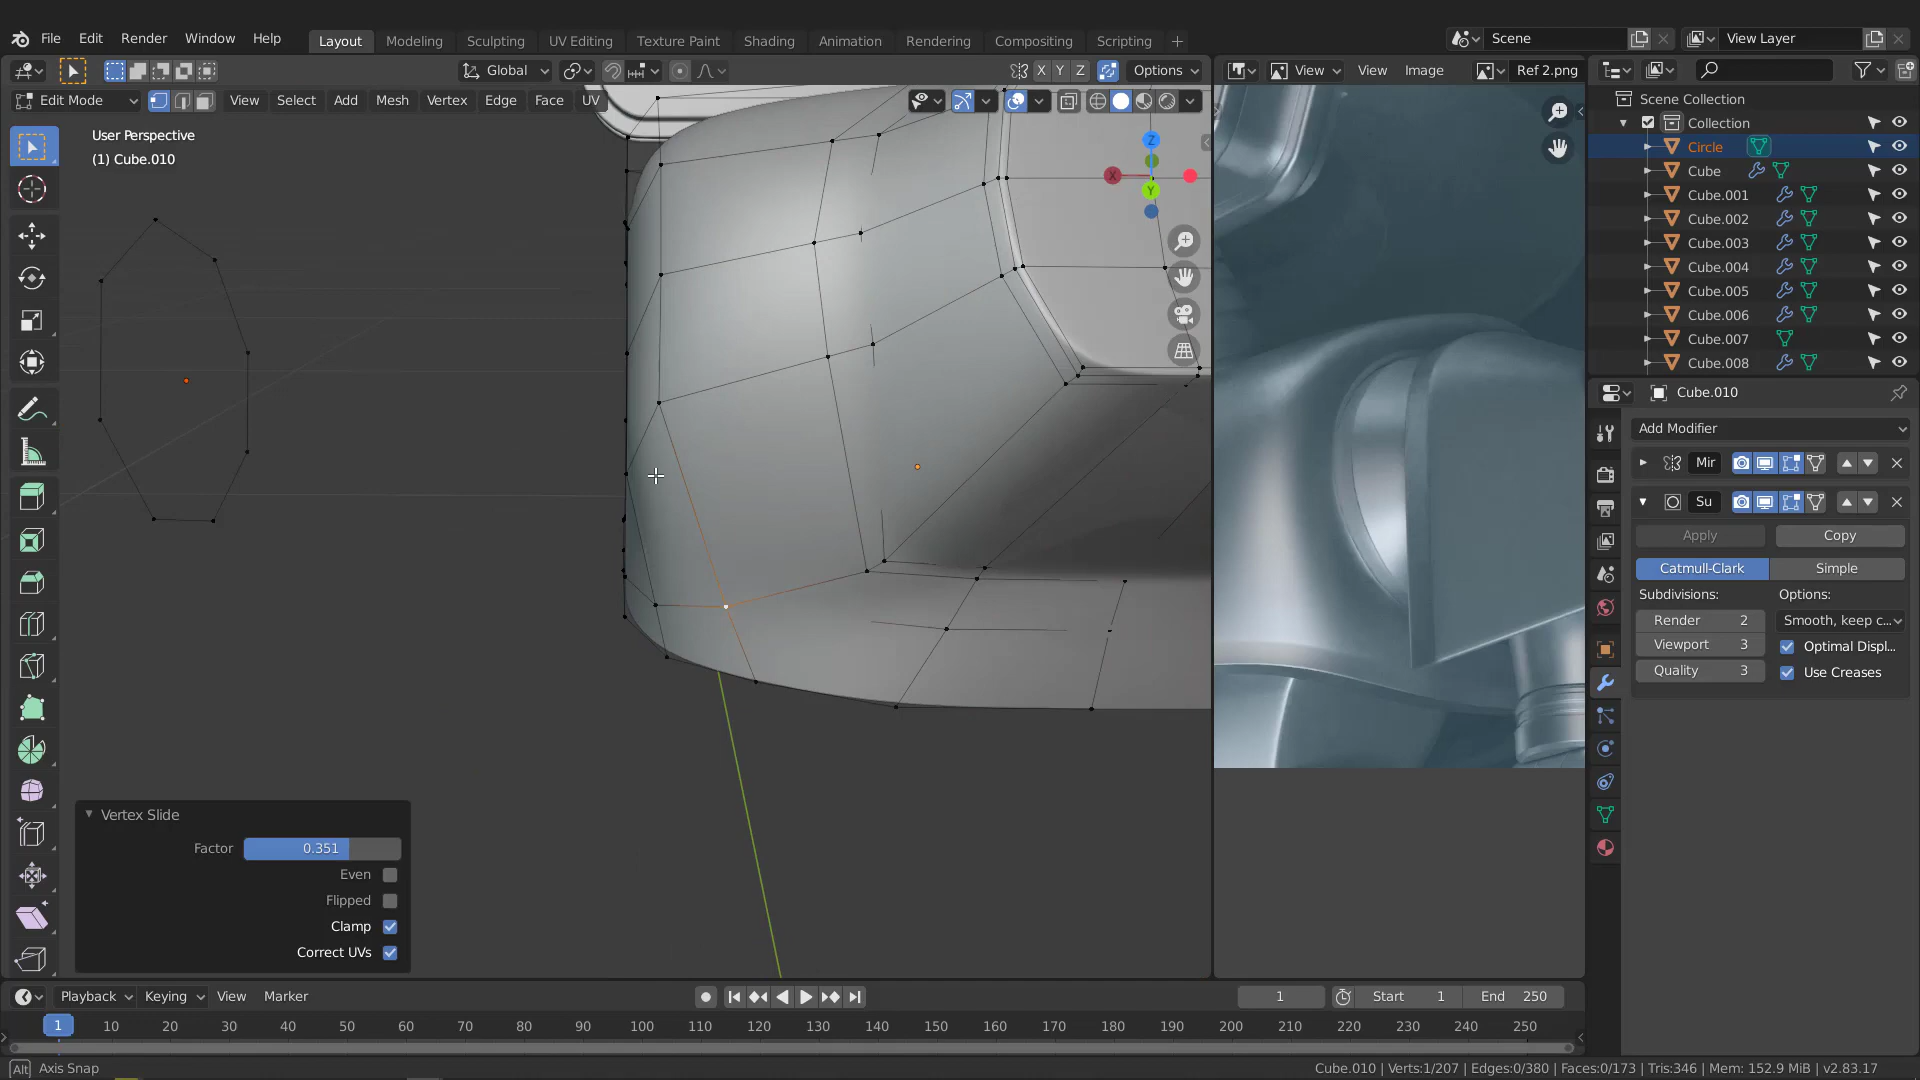 File Edit Render Window Help
Layout Modeling Sculpting UV Editing Texture Paint Shading Animation Rendering Compositing Scripting +
Scene
View Layer
Global
X Y Z
Options
View
View
Image
Ref 2.png
Edit Mode
View Select Add Mesh Vertex Edge Face UV
User Perspective
(1) Cube.010
Z
X
Y
Scene Collection
Collection
Circle
Cube
Cube.001
Cube.002
Cube.003
Cube.004
Cube.005
Cube.006
Cube.007
Cube.008
Cube.010
Add Modifier
Mir
Su
Apply
Copy
Catmull-Clark
Simple
Subdivisions:
Options:
Render 2
Smooth, keep c...
Viewport 3
Optimal Displ...
Quality 3
Use Creases
Vertex Slide
Factor 0.351
Even
Flipped
Clamp
Correct UVs
Playback Keying View Marker
1
Start 1
End 250
1 10 20 30 40 50 60 70 80 90 100 110 120 130 140 150 160 170 180 190 200 210 220 230 240 250
Alt Axis Snap
Cube.010 | Verts:1/207 | Edges:0/380 | Faces:0/173 | Tris:346 | Mem: 152.9 MiB | v2.83.17